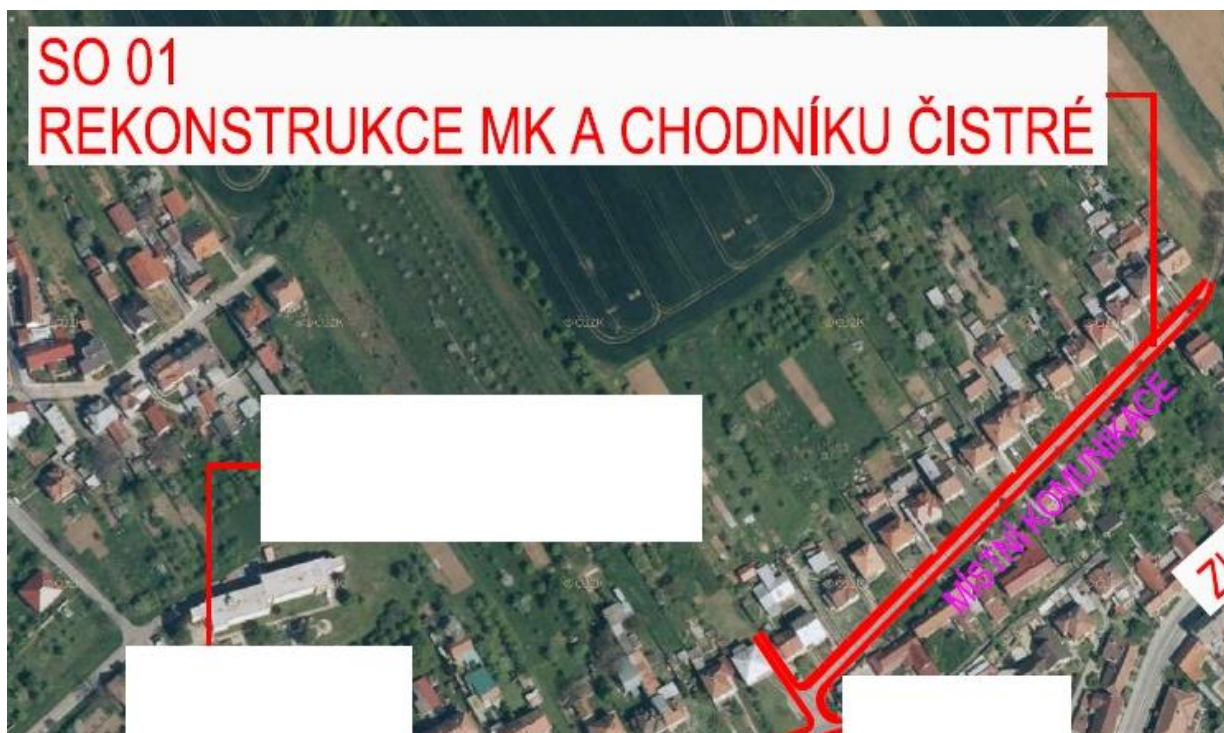 SO 01
REKONSTRUKCE MK A CHODNÍKU ČISTRÉ
MÍSTNÍ KOMUNIKACE